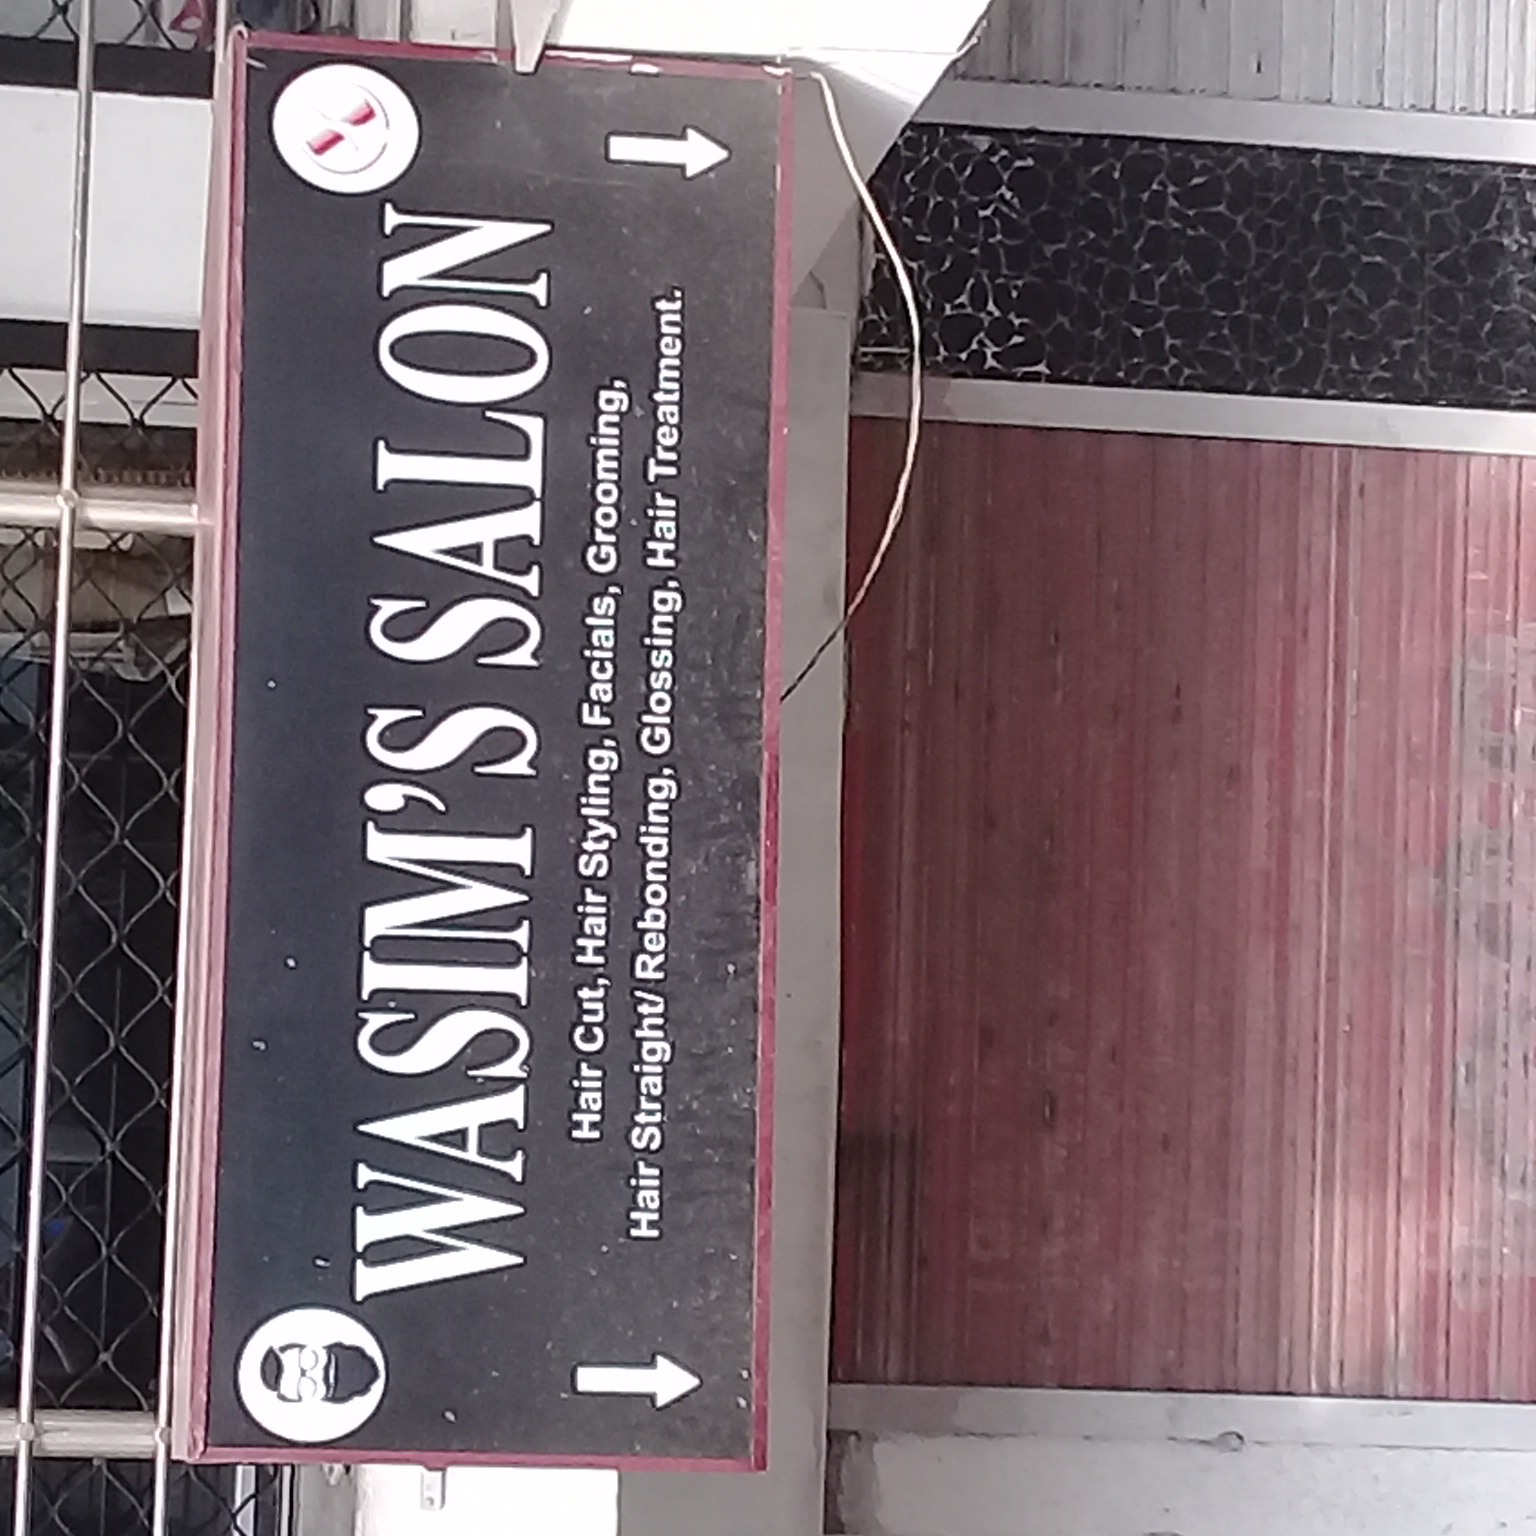 WASIM'S SALON
Hair Cut, Hair Styling, Facials, Grooming,
Hair Straight/ Rebonding, Glossing, Hair Treatment.